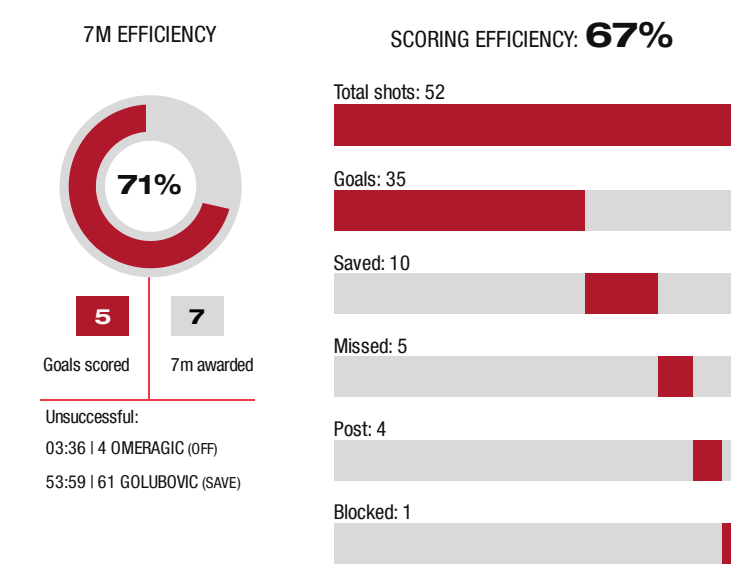 7M EFFICIENCY
71%
5
7
Goals scored
7m awarded
Unsuccessful:
03:36 | 4 OMERAGIC (OFF)
53:59 | 61 GOLUBOVIC (SAVE)
SCORING EFFICIENCY: 67%
Total shots: 52
Goals: 35
Saved: 10
Missed: 5
Post: 4
Blocked: 1